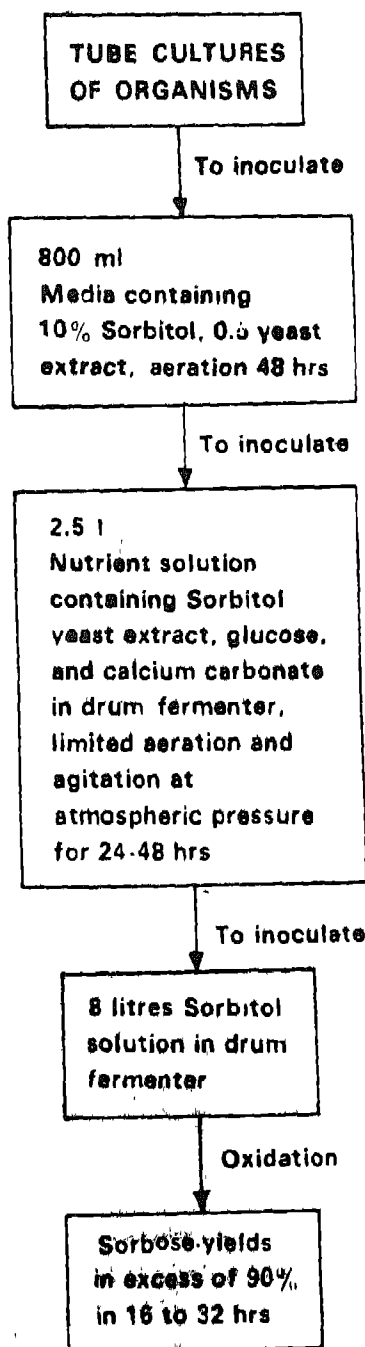 TUBE CULTURES
OF ORGANISMS
To inoculate
800 ml
Media containing
10% Sorbitol, 0.5 yeast
extract, aeration 48 hrs
To inoculate
2.5 l
Nutrient solution
containing Sorbitol
yeast extract, glucose,
and calcium carbonate
in drum fermenter,
limited aeration and
agitation at
atmospheric pressure
for 24-48 hrs
To inoculate
8 litres Sorbitol
solution in drum
fermenter
Oxidation
Sorbose yields
in excess of 90%
in 16 to 32 hrs